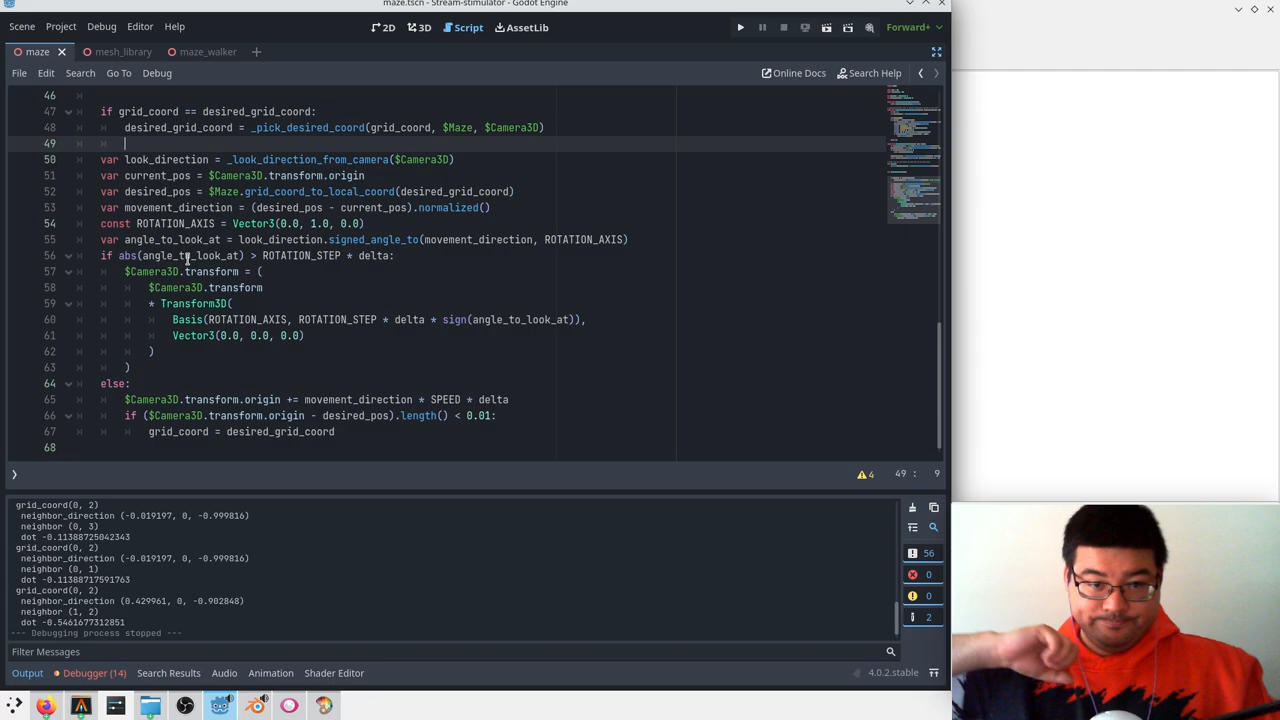 maze.tscn - Stream-stimulator - Godot Engine
Scene Project Debug Editor Help
2D 3D Script AssetLib
Forward+
maze mesh_library maze_walker
File Edit Search Go To Debug
Online Docs Search Help
46
47 if grid_coord desired_grid_coord:
48 desired_grid_coord = _pick_desired_coord(grid_coord, $Maze, $Camera3D)
49
50 var look_direction = _look_direction_from_camera($Camera3D)
51 var current_pos = $Camera3D.transform.origin
52 var desired_pos = $Maze.grid_coord_to_local_coord(desired_grid_coord)
53 var movement_direction = (desired_pos - current_pos).normalized()
54 const ROTATION_AXIS = Vector3(0.0, 1.0, 0.0)
55 var angle_to_look_at = look_direction.signed_angle_to(movement_direction, ROTATION_AXIS)
56 if abs(angle_to_look_at) > ROTATION_STEP * delta:
57 $Camera3D.transform = (
58 $Camera3D.transform
59 * Transform3D(
60 Basis(ROTATION_AXIS, ROTATION_STEP * delta * sign(angle_to_look_at)),
61 Vector3(0.0, 0.0, 0.0)
62 )
63 )
64 else:
65 $Camera3D.transform.origin += movement_direction * SPEED * delta
66 if ($Camera3D.transform.origin - desired_pos).length() < 0.01:
67 grid_coord = desired_grid_coord
68
4 49 : 9
grid_coord(0, 2)
neighbor_direction (-0.019197, 0, -0.999816)
neighbor (0, 3)
dot -0.11388725042343
grid_coord(0, 2)
neighbor_direction (-0.019197, 0, -0.999816)
neighbor (0, 1)
dot -0.11388717591763
grid_coord(0, 2)
neighbor_direction (0.429961, 0, -0.902848)
neighbor (1, 2)
dot -0.5461677312851
--- Debugging process stopped ---
56
0
0
2
Filter Messages
Output Debugger (14) Search Results Audio Animation Shader Editor
4.0.2.stable